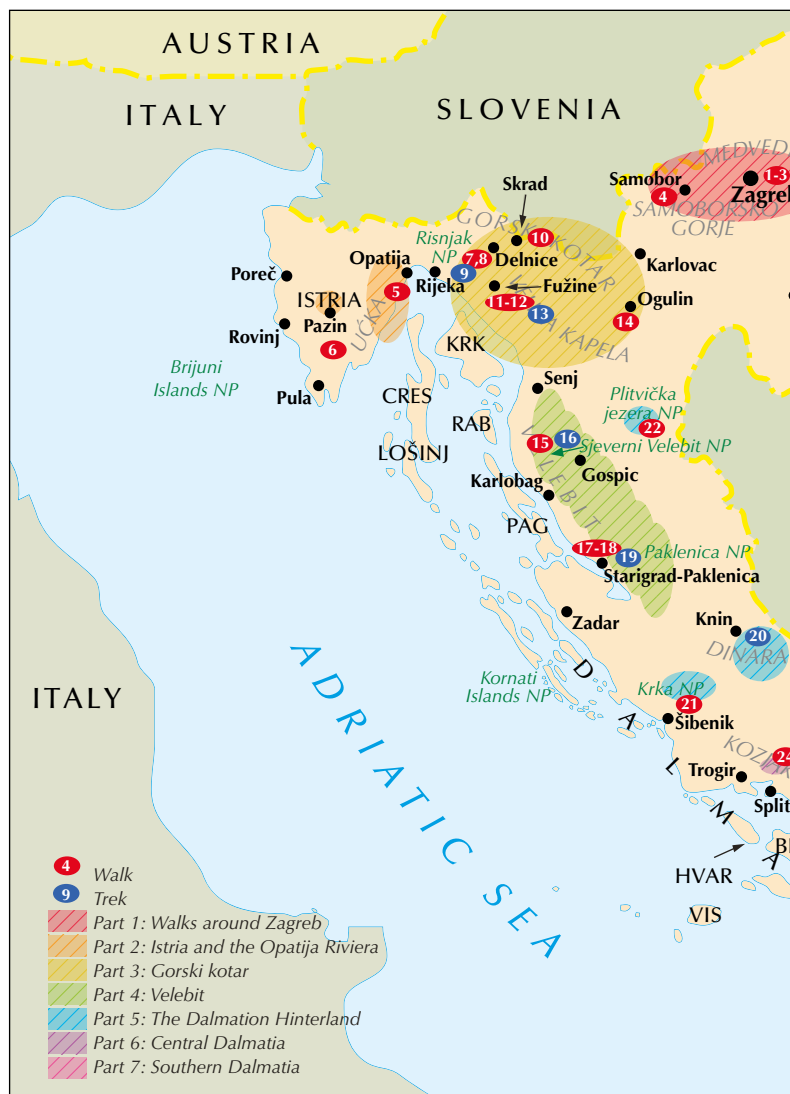 AUSTRIA
ITALY
SLOVENIA
MEDVED
Samobor
1-3
4
Zagreb
SAMOBORSKO
GORJE
Skrad
GORSKI KOTAR
10
Risnjak
NP
7,8
Delnice
9
Opatija
Rijeka
Karlovac
Poreč
5
Fužine
11-12
Ogulin
ISTRIA
13
14
Pazin
UČKA
VELIKA KAPELA
Rovinj
6
KRK
Brijuni
Islands NP
Senj
Pula
CRES
Plitvička
jezera NP
22
RAB
15
16
Sjeverni Velebit NP
LOŠINJ
VELEBIT
Gospic
Karlobag
PAG
17-18
19
Paklenica NP
Starigrad-Paklenica
Zadar
Knin
20
DINARA
ADRIATIC SEA
Kornati
Islands NP
DALMA
Krka NP
ITALY
21
Šibenik
KOZJAK
24
Trogir
Split
BR
HVAR
VIS
4 Walk
9 Trek
Part 1: Walks around Zagreb
Part 2: Istria and the Opatija Riviera
Part 3: Gorski kotar
Part 4: Velebit
Part 5: The Dalmation Hinterland
Part 6: Central Dalmatia
Part 7: Southern Dalmatia